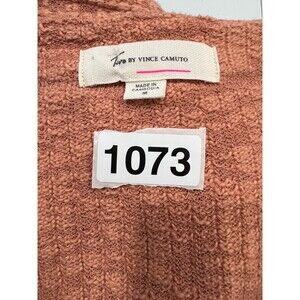 Two BY VINCE CAMUTO
MADE IN
CAMBODIA
M
1073